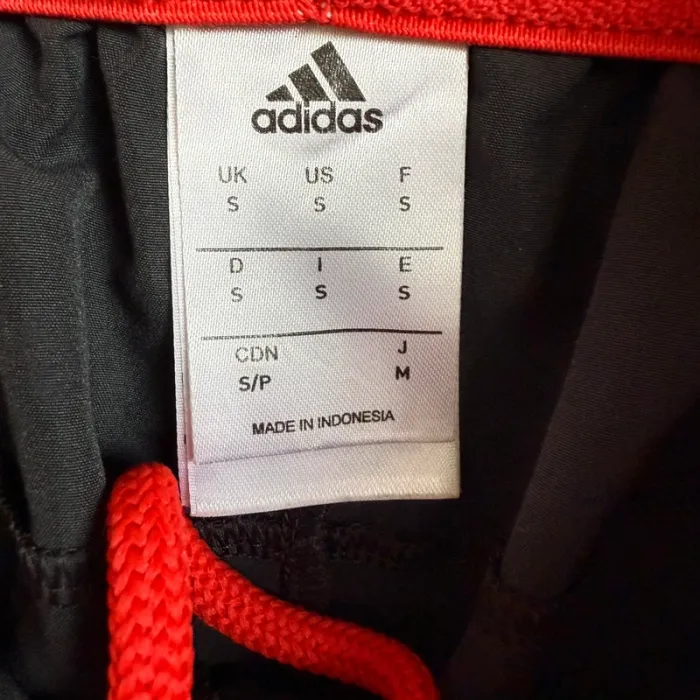 adidas
UK US F
S S S
D I E
S S S
CDN J
S/P M
MADE IN INDONESIA